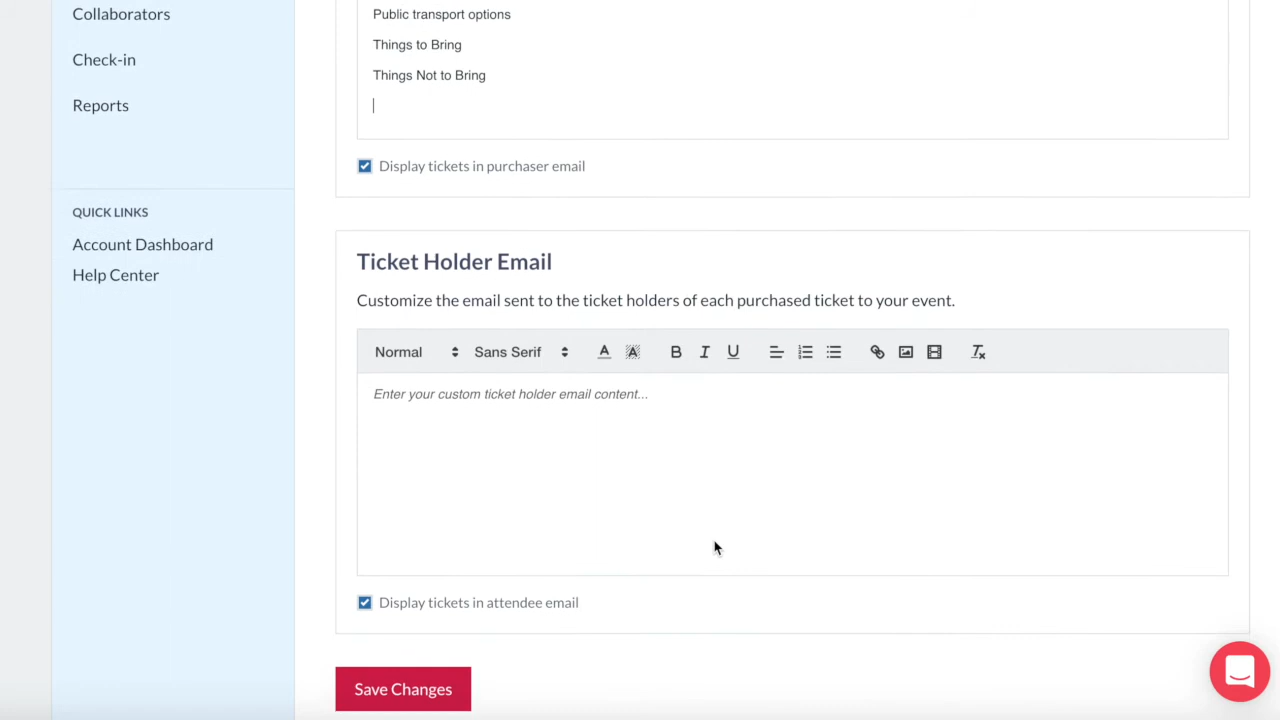 Collaborators
Check-in
Reports
QUICK LINKS
Account Dashboard
Help Center
Public transport options
Things to Bring
Things Not to Bring
Display tickets in purchaser email
Ticket Holder Email
Customize the email sent to the ticket holders of each purchased ticket to your event.
Normal Sans Serif
Enter your custom ticket holder email content...
Display tickets in attendee email
Save Changes